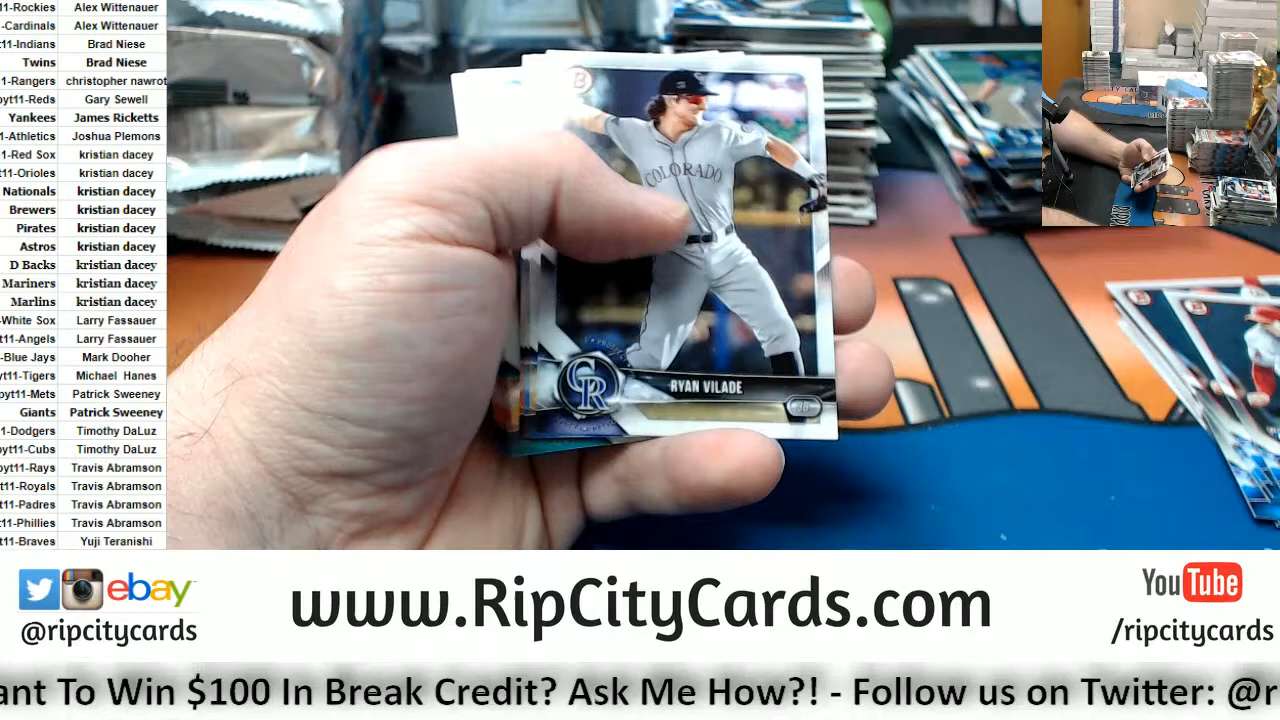 11-Rockies Alex Wittenauer
-Cardinals Alex Wittenauer
t11-Indians Brad Niese
Twins Brad Niese
1-Rangers christopher nawrot
oyt11-Reds Gary Sewell
Yankees James Ricketts
1-Athletics Joshua Plemons
1-Red Sox kristian dacey
t11-Orioles kristian dacey
Nationals kristian dacey
Brewers kristian dacey
Pirates kristian dacey
Astros kristian dacey
D Backs kristian dacey
Mariners kristian dacey
Marlins kristian dacey
-White Sox Larry Fassauer
yt11-Angels Larry Fassauer
-Blue Jays Mark Dooher
yt11-Tigers Michael Hanes
oyt11-Mets Patrick Sweeney
Giants Patrick Sweeney
1-Dodgers Timothy DaLuz
pyt11-Cubs Timothy DaLuz
pyt11-Rays Travis Abramson
yt11-Royals Travis Abramson
t11-Padres Travis Abramson
t11-Phillies Travis Abramson
t11-Braves Yuji Teranishi
COLORADO
CR
RYAN VILADE
ebay
@ripcitycards
www.RipCityCards.com
YouTube
/ripcitycards
ant To Win $100 In Break Credit? Ask Me How?! - Follow us on Twitter: @r